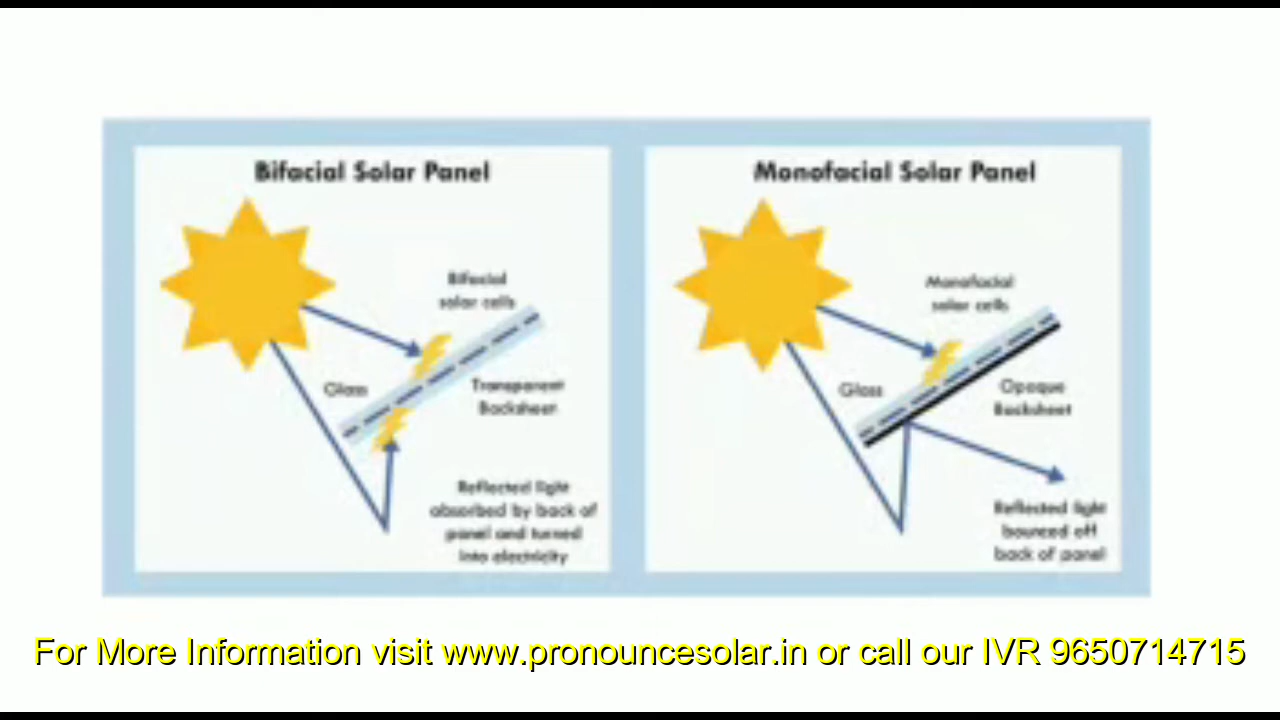 Bifacial Solar Panel
Bifacial
solar cells
Glass
Transparent
Backsheet
Reflected light
absorbed by back of
panel and turned
into electricity
Monofacial Solar Panel
Monofacial
solar cells
Glass
Opaque
Backsheet
Reflected light
bounced off
back of panel
For More Information visit www.pronouncesolar.in or call our IVR 9650714715